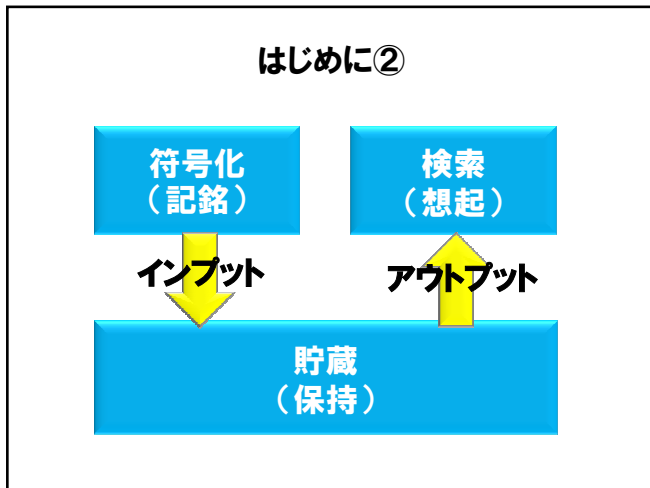 はじめに②
符号化
（記銘）
検索
（想起）
インプット
アウトプット
貯蔵
（保持）